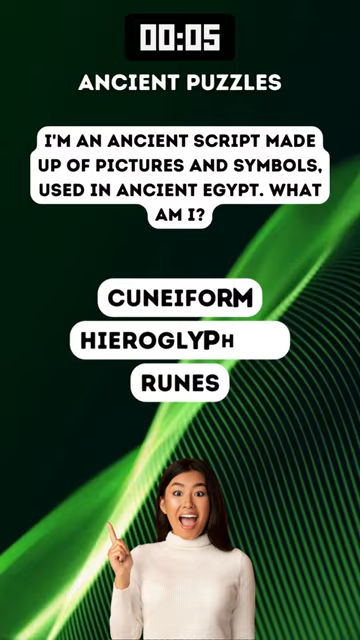 00:05
ANCIENT PUZZLES
I'M AN ANCIENT SCRIPT MADE
UP OF PICTURES AND SYMBOLS,
USED IN ANCIENT EGYPT. WHAT
AM I?
CUNEIFORM
HIEROGLYPH
RUNES